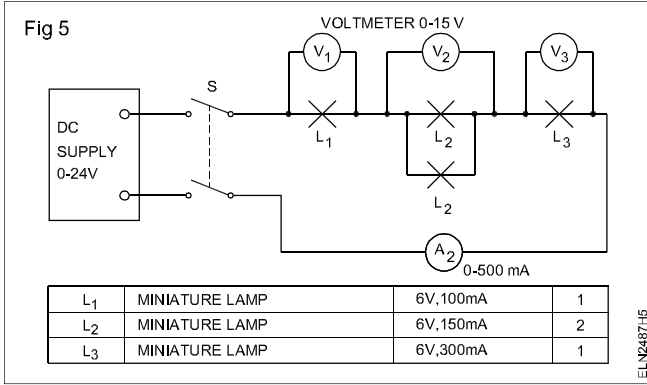 Fig 5
VOLTMETER 0-15 V
V1
V2
V3
S
DC
SUPPLY
0-24V
L1
L2
L3
L2
A2
0-500 mA
L1 MINIATURE LAMP 6V,100mA 1
L2 MINIATURE LAMP 6V,150mA 2
L3 MINIATURE LAMP 6V,300mA 1
ELN2487H5